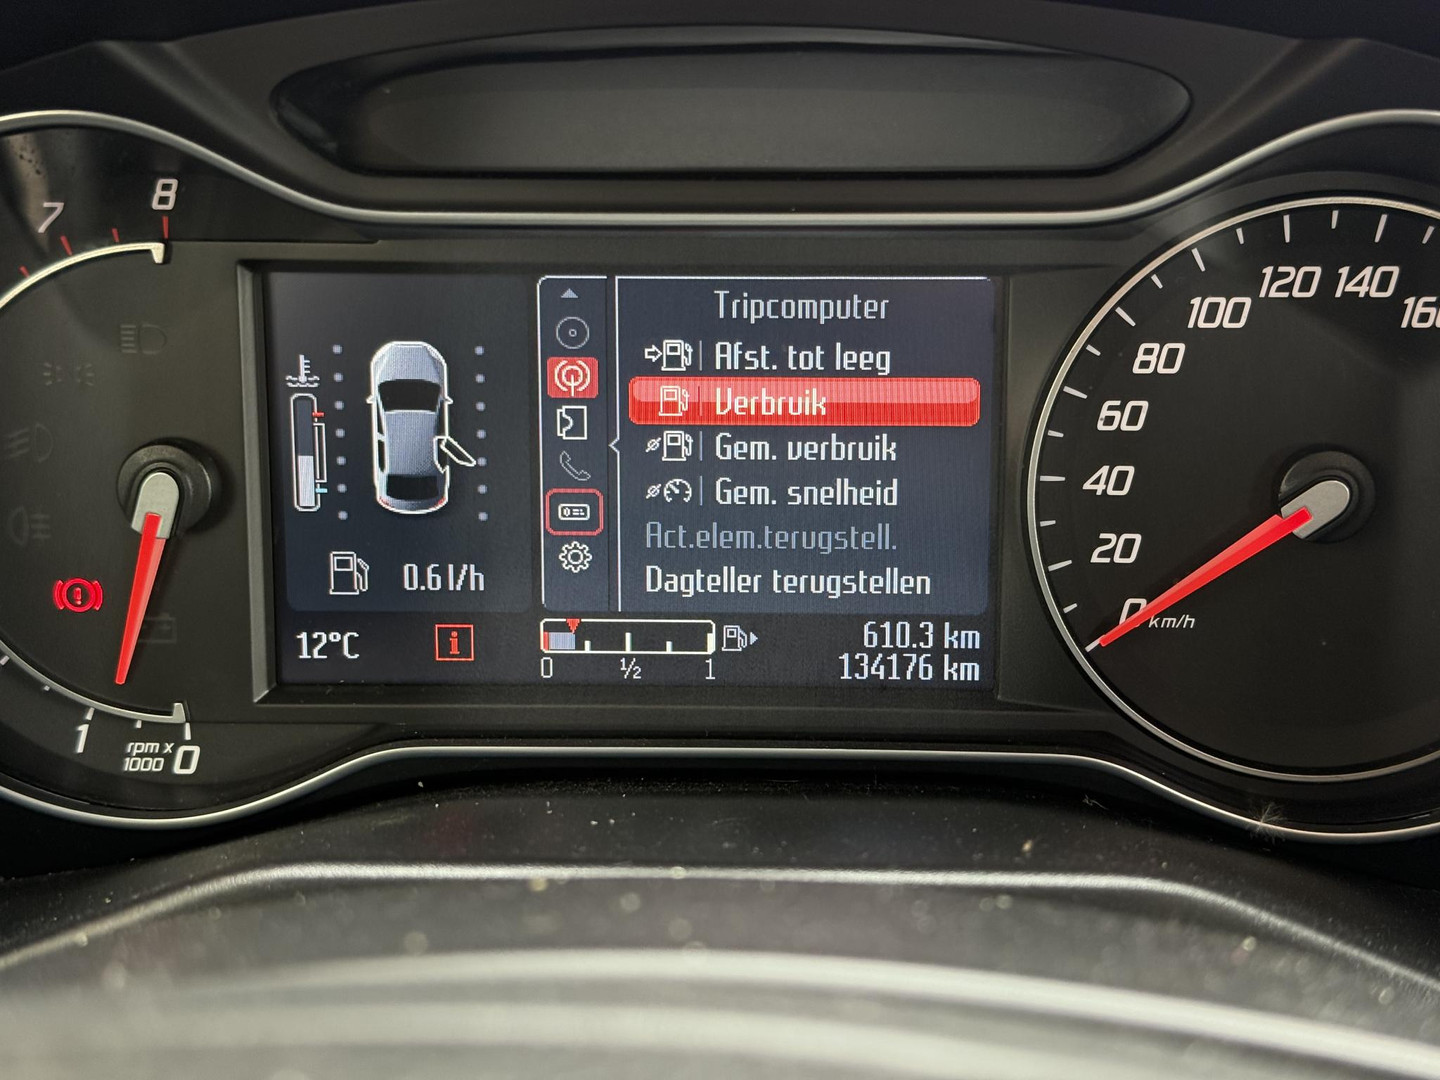 7
8
1
rpm x
1000
0
Tripcomputer
Afst. tot leeg
Verbruik
Gem. verbruik
Gem. snelheid
Act.elem.terugstell.
Dagteller terugstellen
0.6 l/h
12°C
i
0
½
1
610.3 km
134176 km
0
20
40
60
80
100
120
140
160
km/h